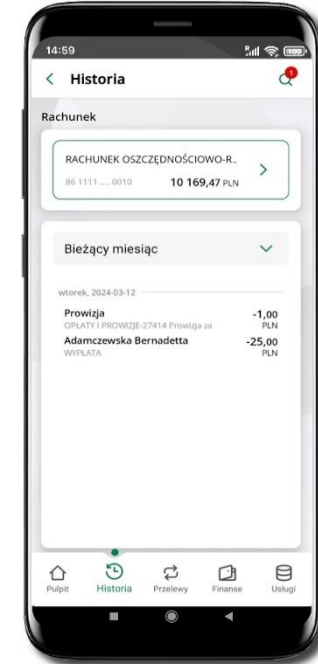 14:59
Historia
1
Rachunek
RACHUNEK OSZCZĘDNOŚCIOWO-R..
86 1111 .... 0010 10 169,47 PLN
Bieżący miesiąc
wtorek, 2024-03-12
Prowizja -1,00
OPŁATY I PROWIZJE-27414 Prowizja za PLN
Adamczewska Bernadetta -25,00
WYPŁATA PLN
Pulpit Historia Przelewy Finanse Usługi